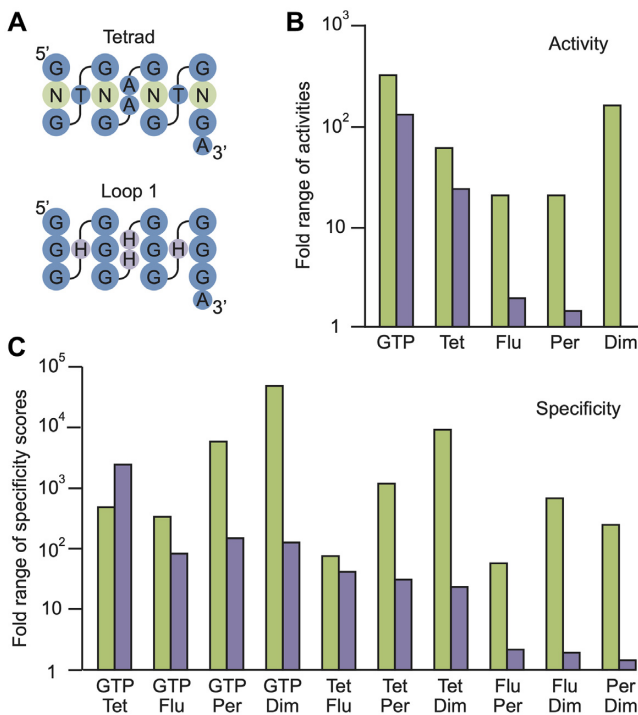 A
Tetrad
5’
G G G G
N T N A A N T N
G G G G
A 3’
Loop 1
5’
G G G G
G H G H H G H G
G G G G
A 3’
B
Activity
Fold range of activities
10³
10²
10
1
GTP Tet Flu Per Dim
C
Specificity
Fold range of specificity scores
10⁵
10⁴
10³
10²
10
1
GTP GTP GTP GTP Tet Tet Tet Flu Flu Per
Tet Flu Per Dim Flu Per Dim Per Dim Dim